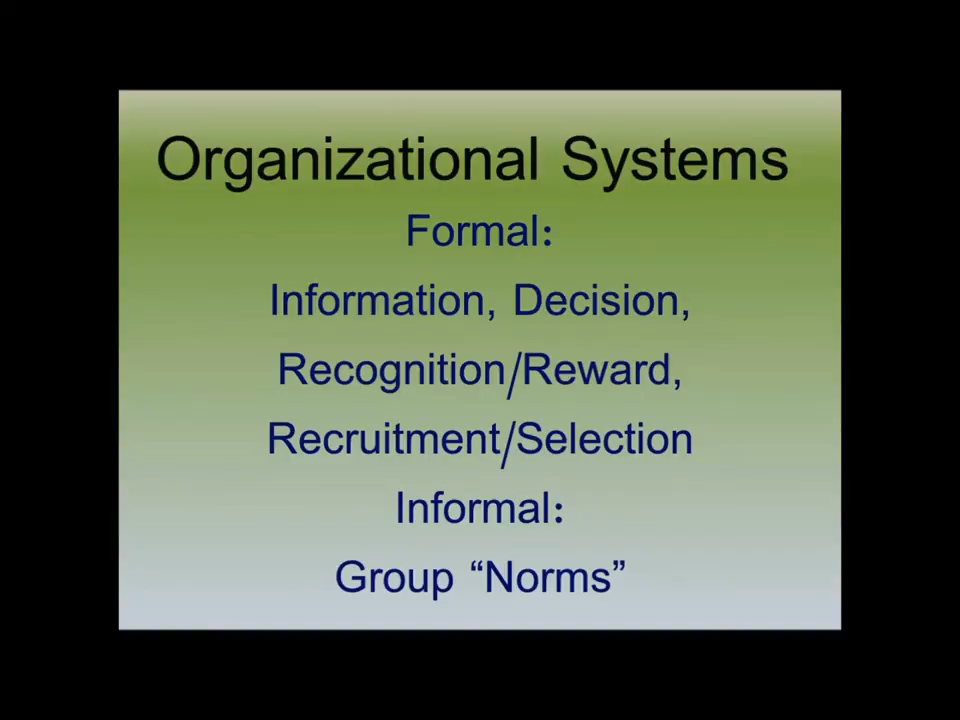 Organizational Systems
Formal:
Information, Decision,
Recognition/Reward,
Recruitment/Selection
Informal:
Group “Norms”